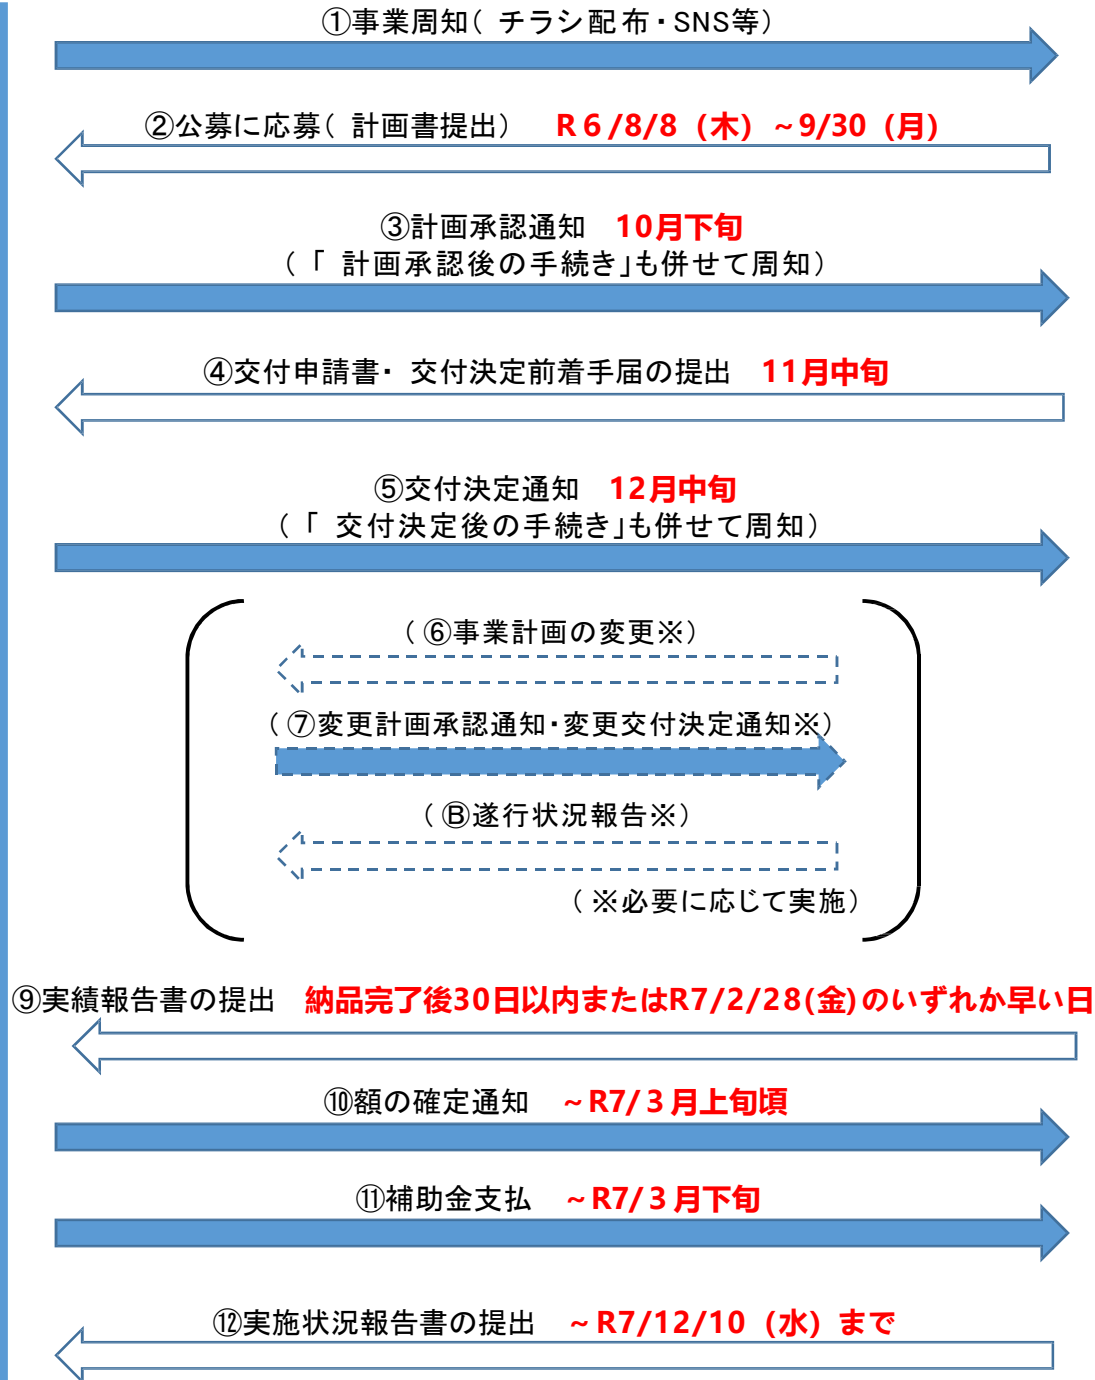 ①事業周知（ チラシ配布・SNS等）
②公募に応募（ 計画書提出） R６/8/8（木）～9/30（月）
③計画承認通知 10月下旬
（「 計画承認後の手続き」も併せて周知）
④交付申請書・ 交付決定前着手届の提出 11月中旬
⑤交付決定通知 12月中旬
（「 交付決定後の手続き」も併せて周知）
（ ⑥事業計画の変更※）
（ ⑦変更計画承認通知・変更交付決定通知※）
（ Ⓑ遂行状況報告※）
（ ※必要に応じて実施）
⑨実績報告書の提出 納品完了後30日以内またはR7/2/28(金)のいずれか早い日
⑩額の確定通知 ～R7/３月上旬頃
⑪補助金支払 ～R7/３月下旬
⑫実施状況報告書の提出 ～R7/12/10（水）まで